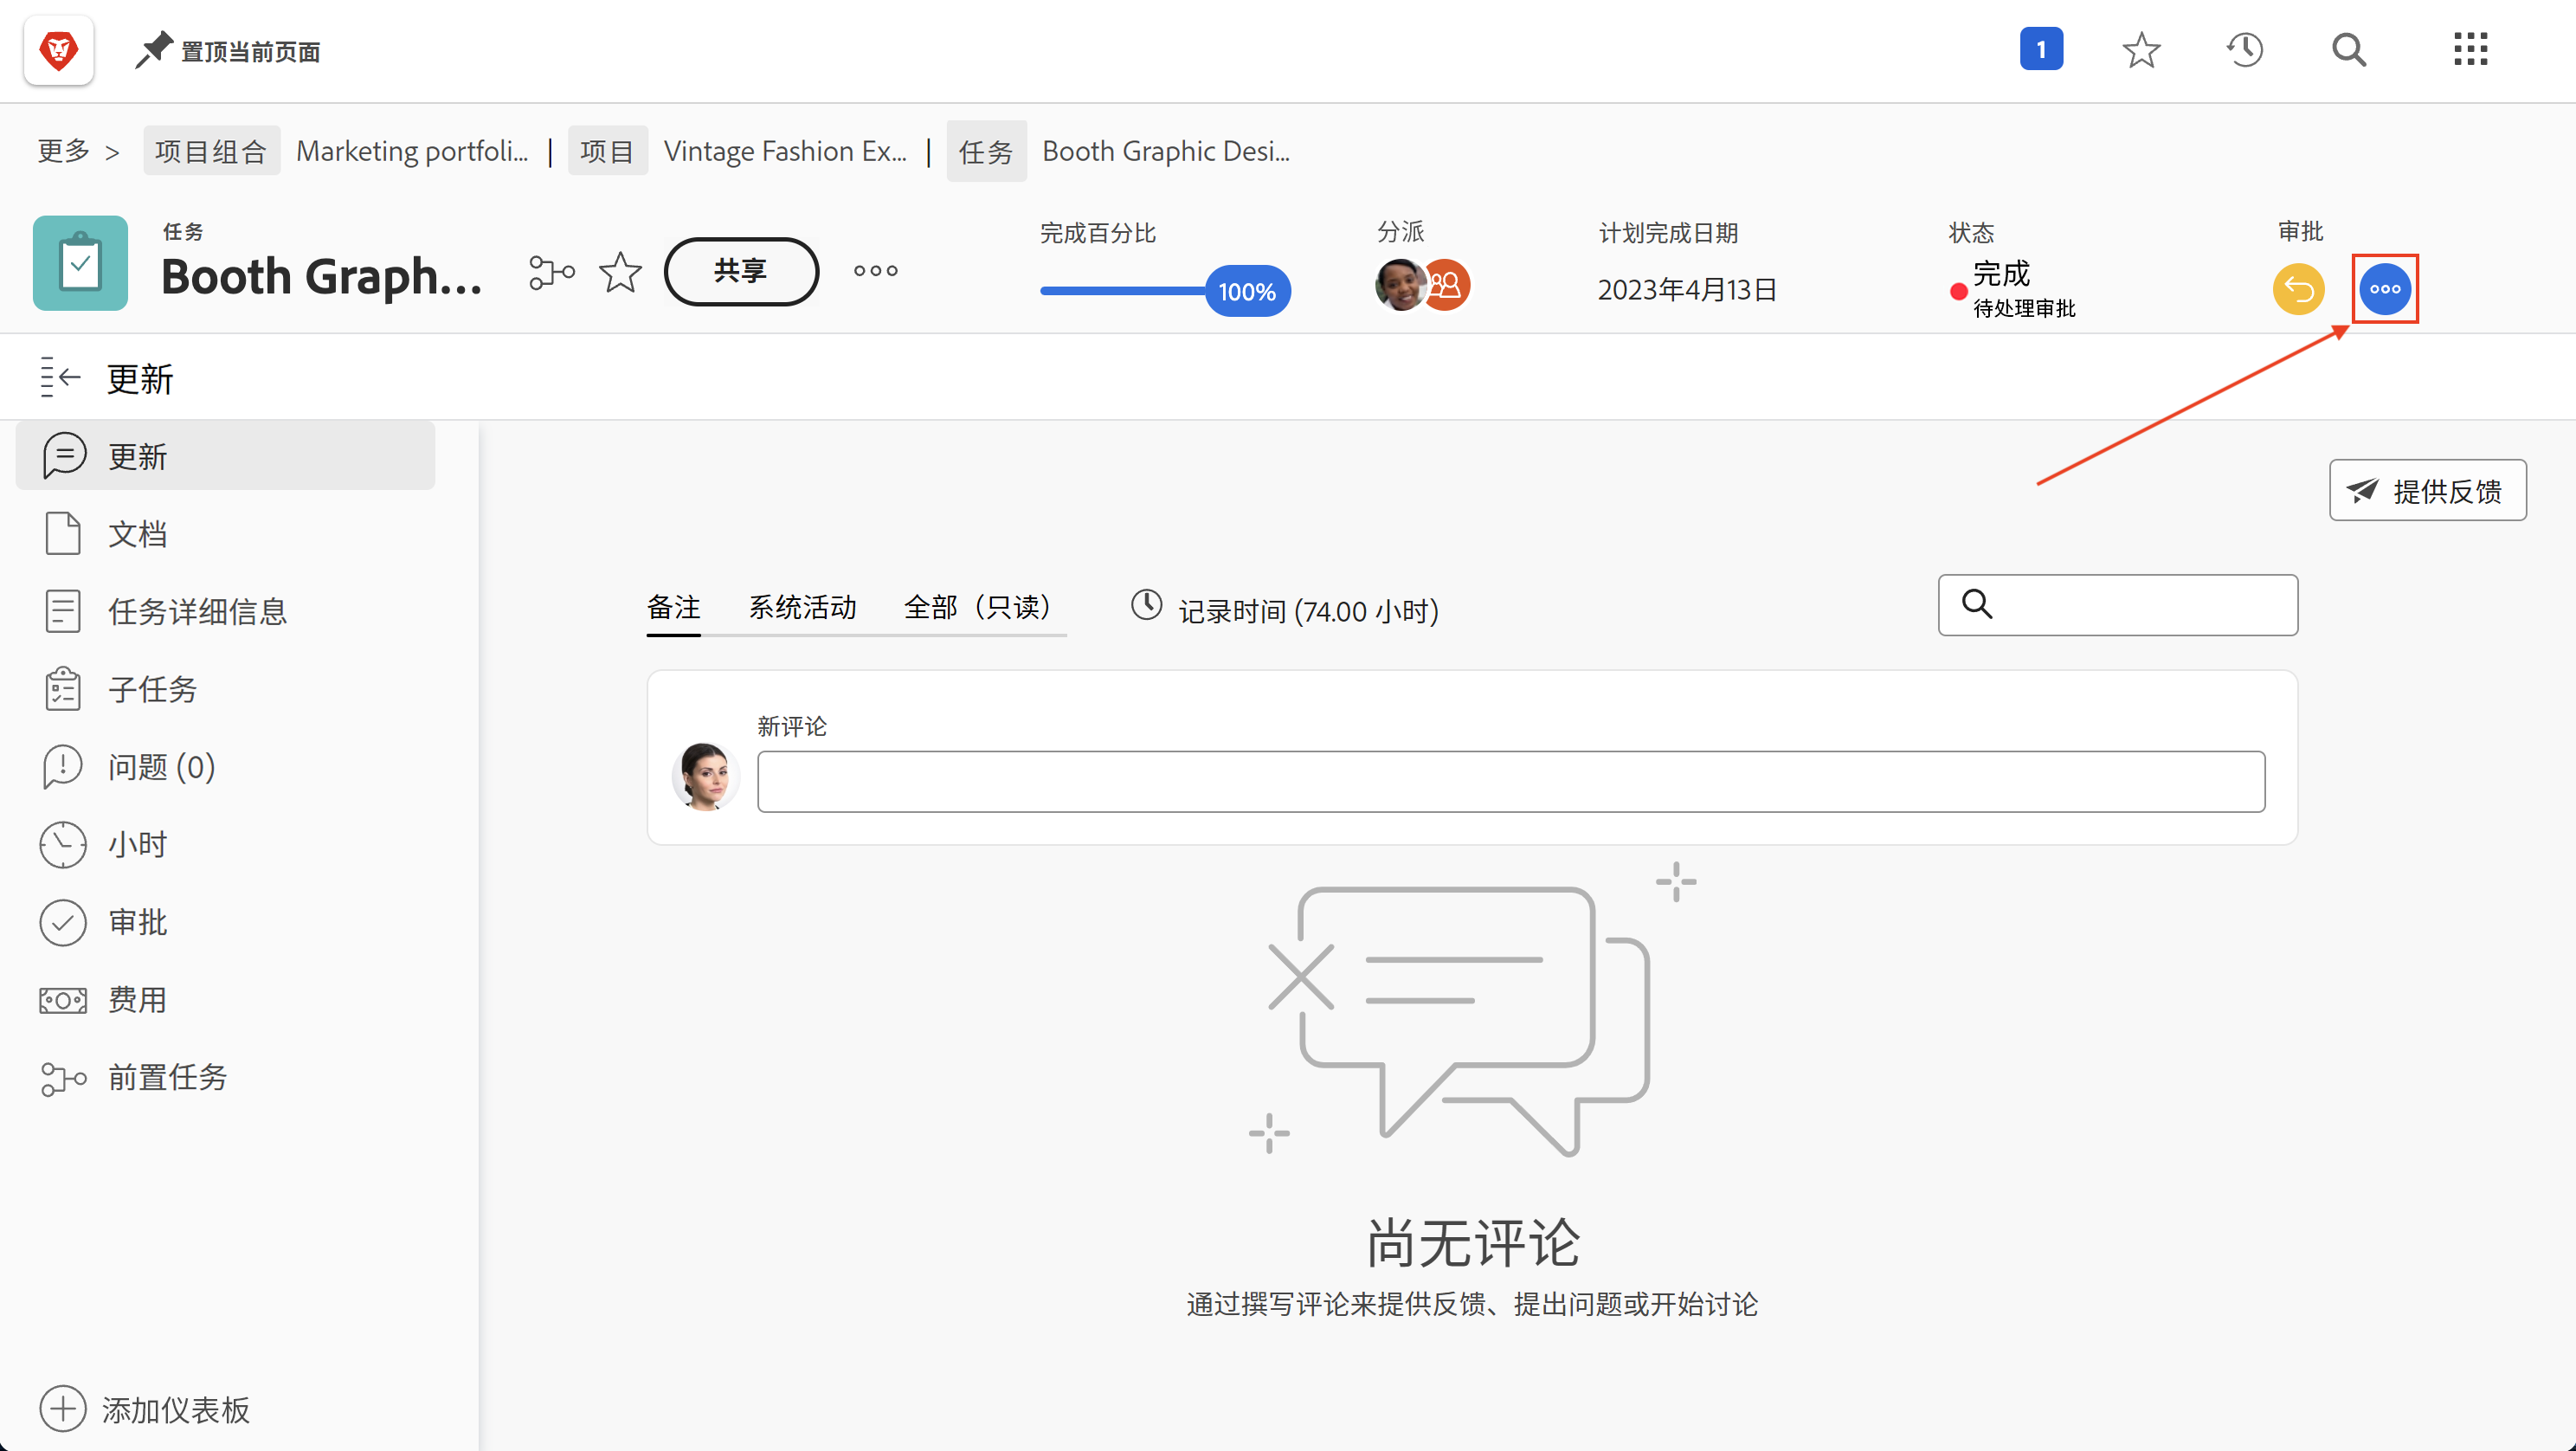 置顶当前页面
1
更多 > 项目组合 Marketing portfoli... | 项目 Vintage Fashion Ex... | 任务 Booth Graphic Desi...
任务
Booth Graph...
共享
完成百分比
100%
分派
计划完成日期
2023年4月13日
状态
完成
待处理审批
审批
更新
更新
文档
任务详细信息
子任务
问题 (0)
小时
审批
费用
前置任务
添加仪表板
提供反馈
备注 系统活动 全部（只读） 记录时间 (74.00 小时)
新评论
尚无评论
通过撰写评论来提供反馈、提出问题或开始讨论